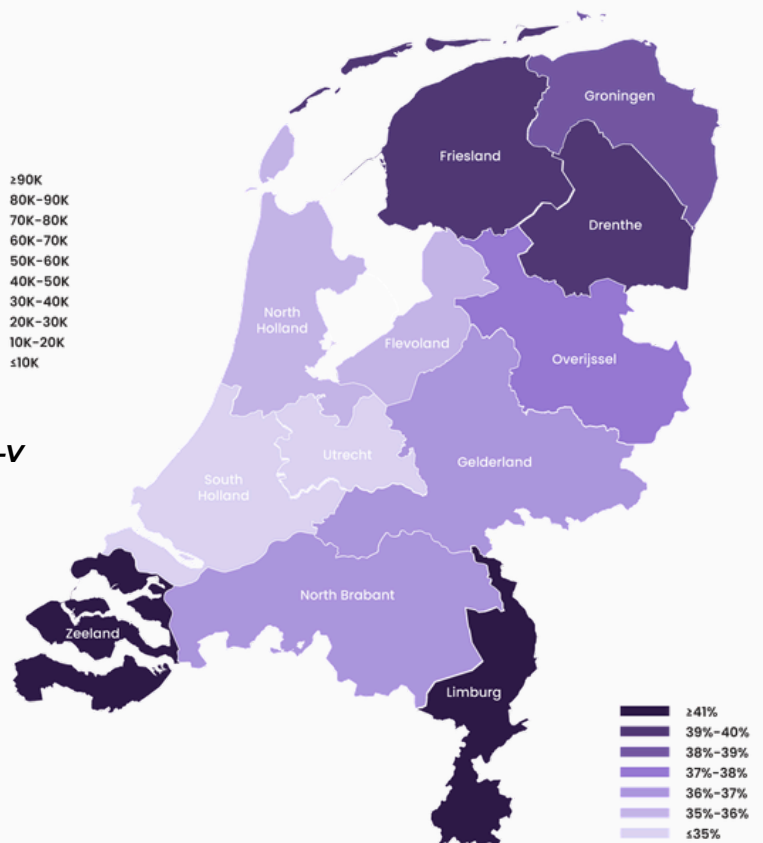 Groningen
Friesland
≥90K
80K-90K
70K-80K
60K-70K
50K-60K
40K-50K
30K-40K
20K-30K
10K-20K
≤10K
Drenthe
North
Holland
Flevoland
Overijssel
-V
Utrecht
Gelderland
South
Holland
North Brabant
Zeeland
Limburg
≥41%
39%-40%
38%-39%
37%-38%
36%-37%
35%-36%
≤35%